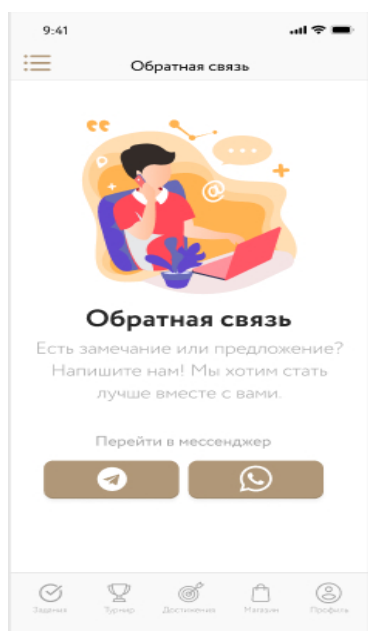 9:41
Обратная связь
Обратная связь
Есть замечание или предложение?
Напишите нам! Мы хотим стать
лучше вместе с вами.
Перейти в мессенджер
Задания Турнир Достижения Магазин Профиль